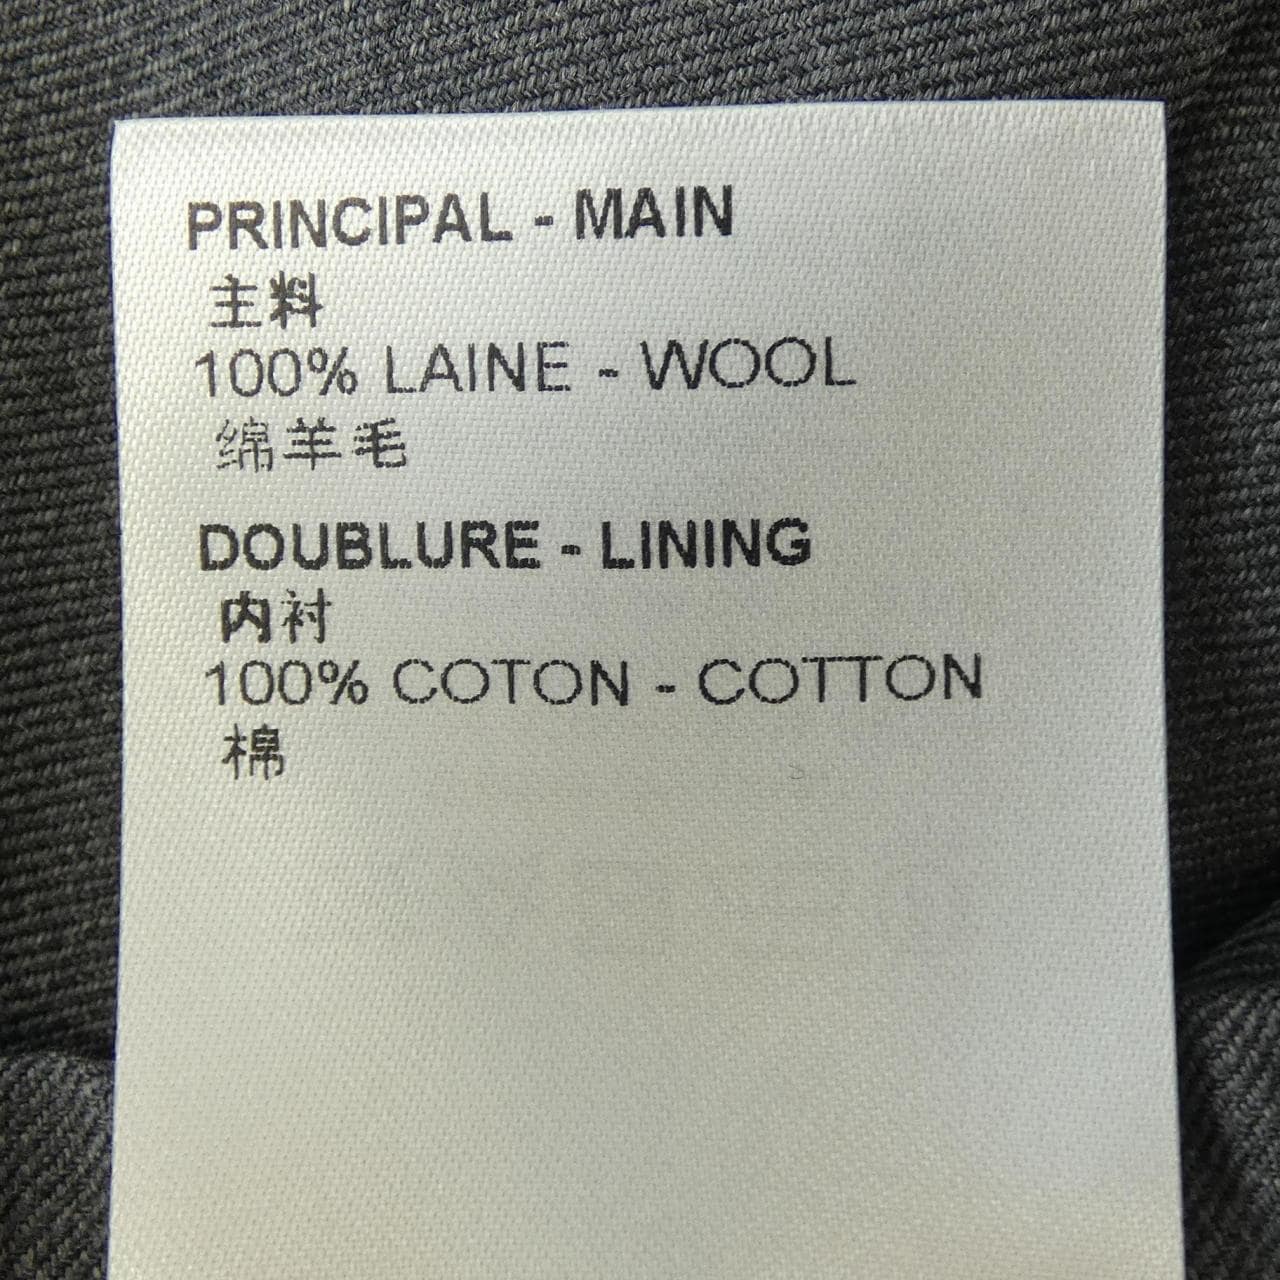 PRINCIPAL - MAIN
主料
100% LAINE - WOOL
绵羊毛
DOUBLURE - LINING
内衬
100% COTON - COTTON
棉